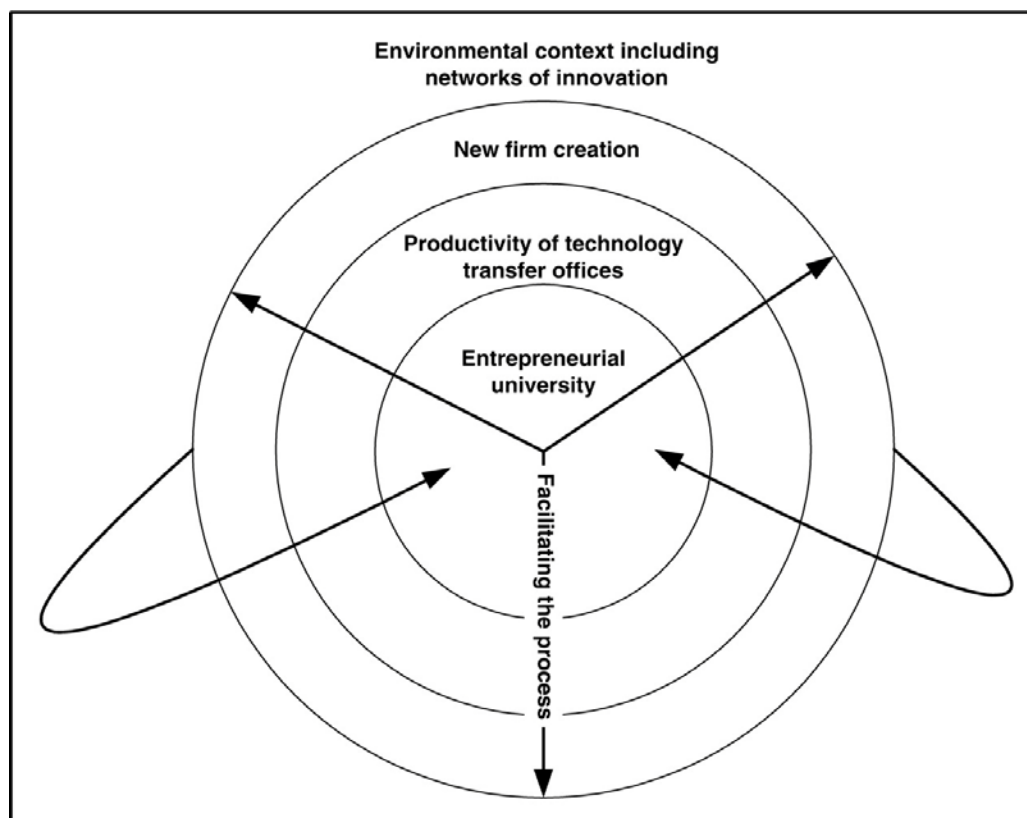 Environmental context including
networks of innovation
New firm creation
Productivity of technology
transfer offices
Entrepreneurial
university
Facilitating the process